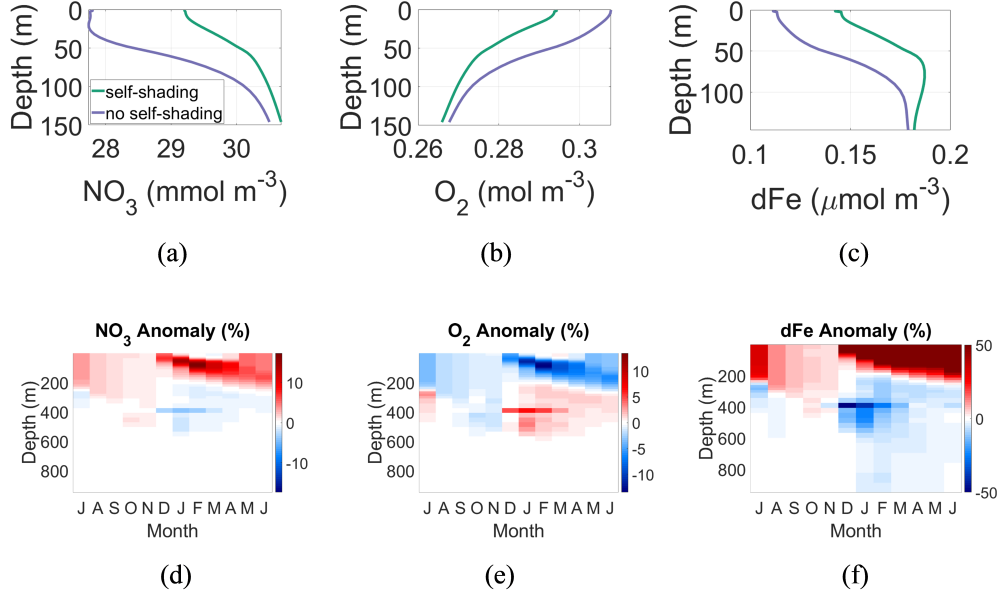 0
50
100
150
Depth (m)
self-shading
no self-shading
28 29 30
NO3 (mmol m-3)
(a)
0
50
100
150
Depth (m)
0.26 0.28 0.3
O2 (mol m-3)
(b)
0
50
100
Depth (m)
0.1 0.15 0.2
dFe (μmol m-3)
(c)
NO3 Anomaly (%)
200
400
600
800
Depth (m)
J A S O N D J F M A M J
Month
10
0
-10
(d)
O2 Anomaly (%)
200
400
600
800
Depth (m)
J A S O N D J F M A M J
Month
10
5
0
-5
-10
(e)
dFe Anomaly (%)
200
400
600
800
Depth (m)
J A S O N D J F M A M J
Month
50
0
-50
(f)